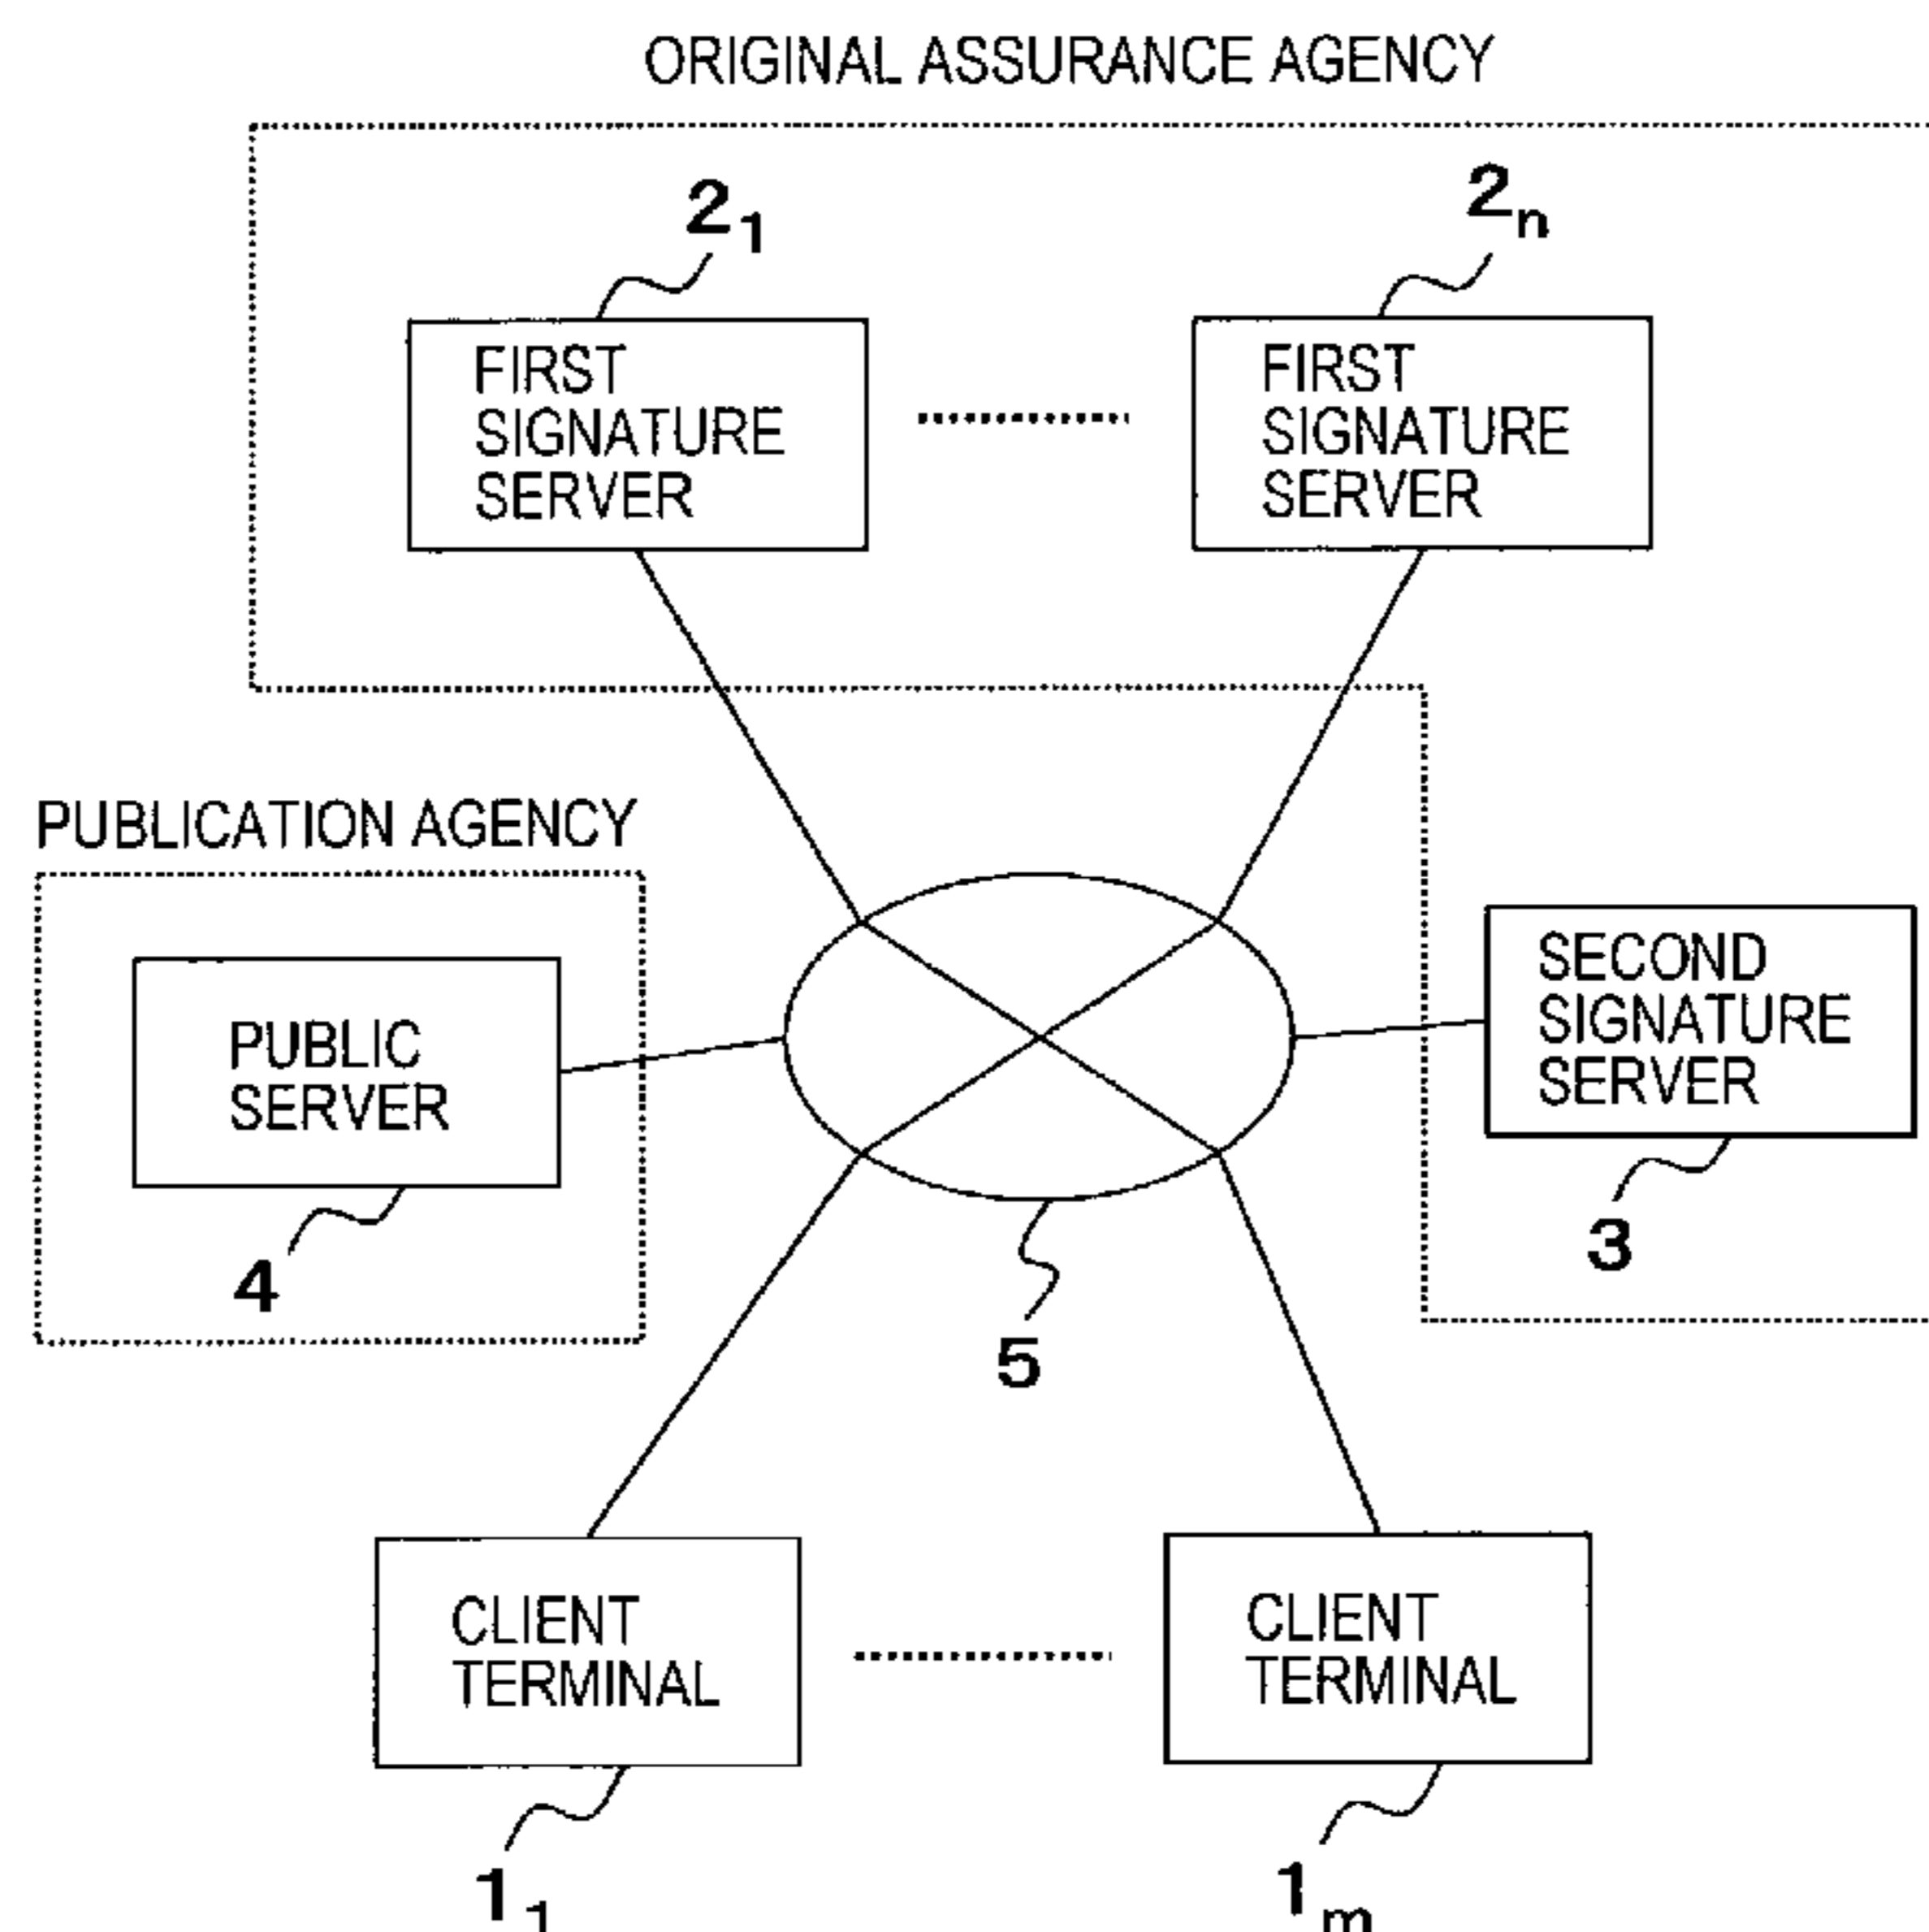 ORIGINAL ASSURANCE AGENCY
2₁
2ₙ
FIRST
SIGNATURE
SERVER
FIRST
SIGNATURE
SERVER
PUBLICATION AGENCY
PUBLIC
SERVER
4
SECOND
SIGNATURE
SERVER
3
5
CLIENT
TERMINAL
CLIENT
TERMINAL
1₁
1ₘ